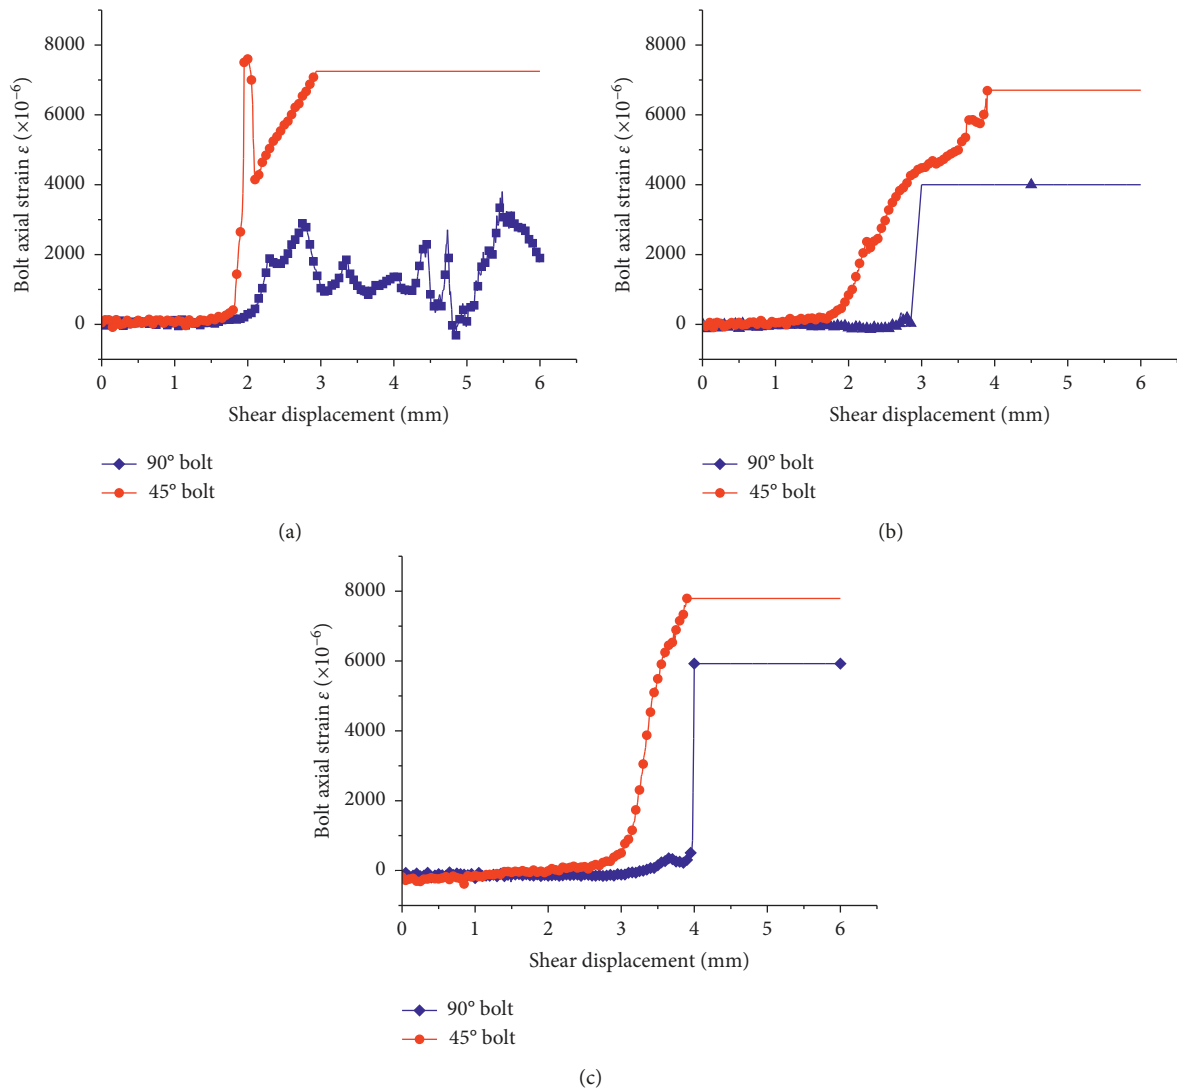 8000
6000
4000
2000
0
Bolt axial strain ε (×10⁻⁶)
0 1 2 3 4 5 6
Shear displacement (mm)
90° bolt
45° bolt
(a)
8000
6000
4000
2000
0
Bolt axial strain ε (×10⁻⁶)
0 1 2 3 4 5 6
Shear displacement (mm)
90° bolt
45° bolt
(b)
8000
6000
4000
2000
0
Bolt axial strain ε (×10⁻⁶)
0 1 2 3 4 5 6
Shear displacement (mm)
90° bolt
45° bolt
(c)